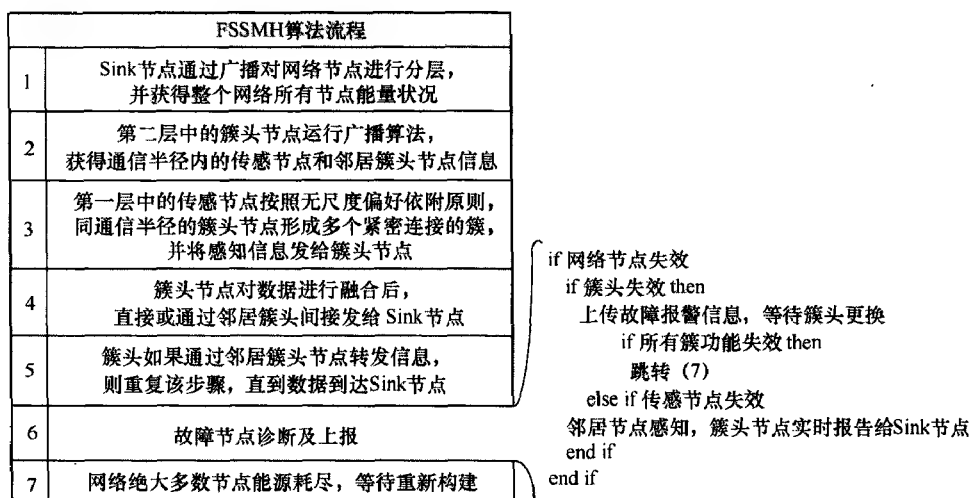 FSSMH算法流程
1
Sink节点通过广播对网络节点进行分层，
并获得整个网络所有节点能量状况
2
第二层中的簇头节点运行广播算法，
获得通信半径内的传感节点和邻居簇头节点信息
3
第一层中的传感节点按照无尺度偏好依附原则，
同通信半径的簇头节点形成多个紧密连接的簇，
并将感知信息发给簇头节点
4
簇头节点对数据进行融合后，
直接或通过邻居簇头间接发给 Sink节点
5
簇头如果通过邻居簇头节点转发信息，
则重复该步骤，直到数据到达Sink节点
6
故障节点诊断及上报
7
网络绝大多数节点能源耗尽，等待重新构建
if 网络节点失效
if 簇头失效 then
上传故障报警信息，等待簇头更换
if 所有簇功能失效 then
跳转（7）
else if 传感节点失效
邻居节点感知，簇头节点实时报告给Sink节点
end if
end if